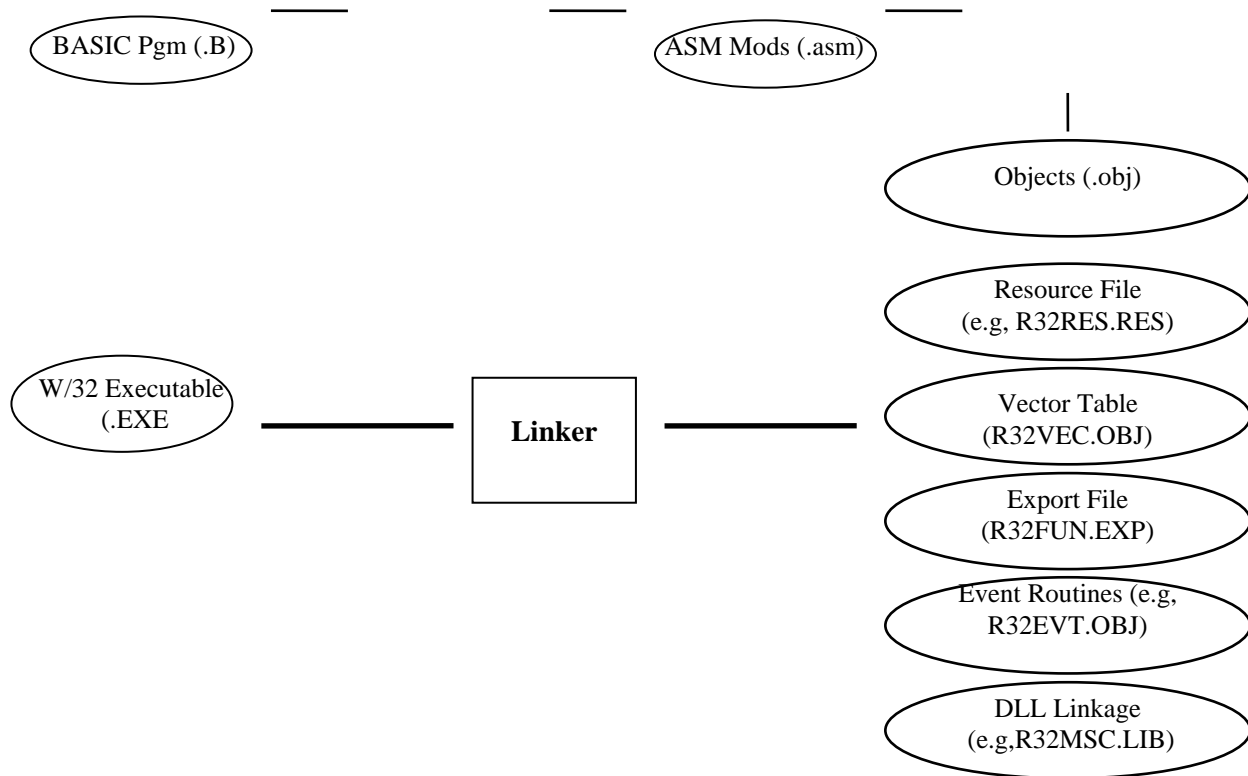 BASIC Pgm (.B)
ASM Mods (.asm)
Objects (.obj)
Resource File
(e.g, R32RES.RES)
W/32 Executable
(.EXE
Linker
Vector Table
(R32VEC.OBJ)
Export File
(R32FUN.EXP)
Event Routines (e.g,
R32EVT.OBJ)
DLL Linkage
(e.g,R32MSC.LIB)